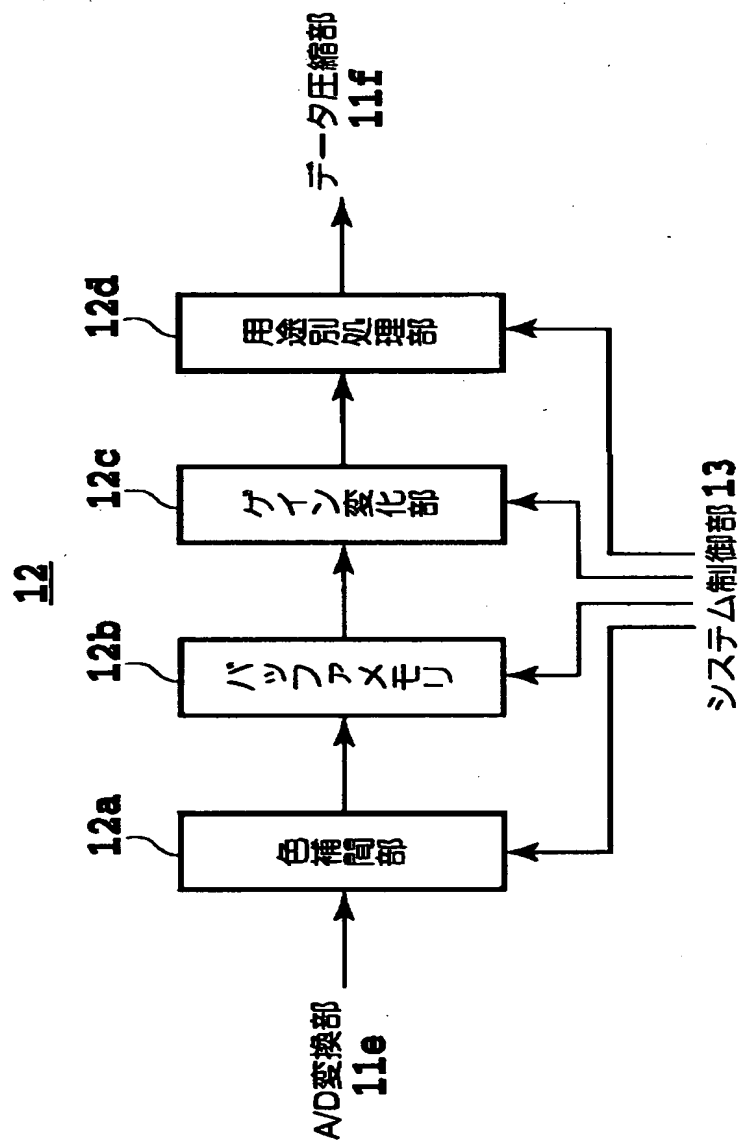 12
A/D変換部
11e
12a
色補間部
12b
バッファメモリ
12c
ゲイン変化部
12d
用途別処理部
データ圧縮部
11f
システム制御部 13